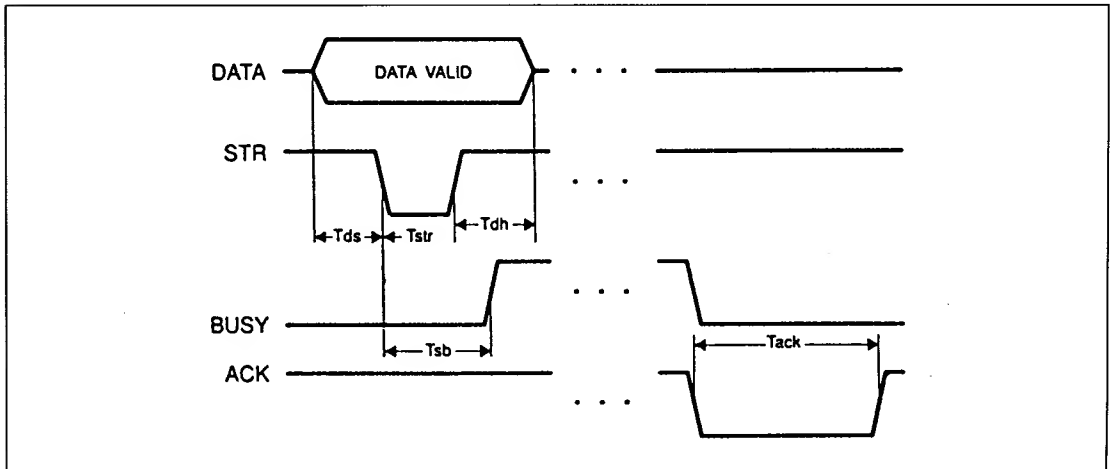 DATA
DATA VALID
. . .
STR
. . .
Tds
Tstr
Tdh
. . .
BUSY
Tsb
Tack
ACK
. . .